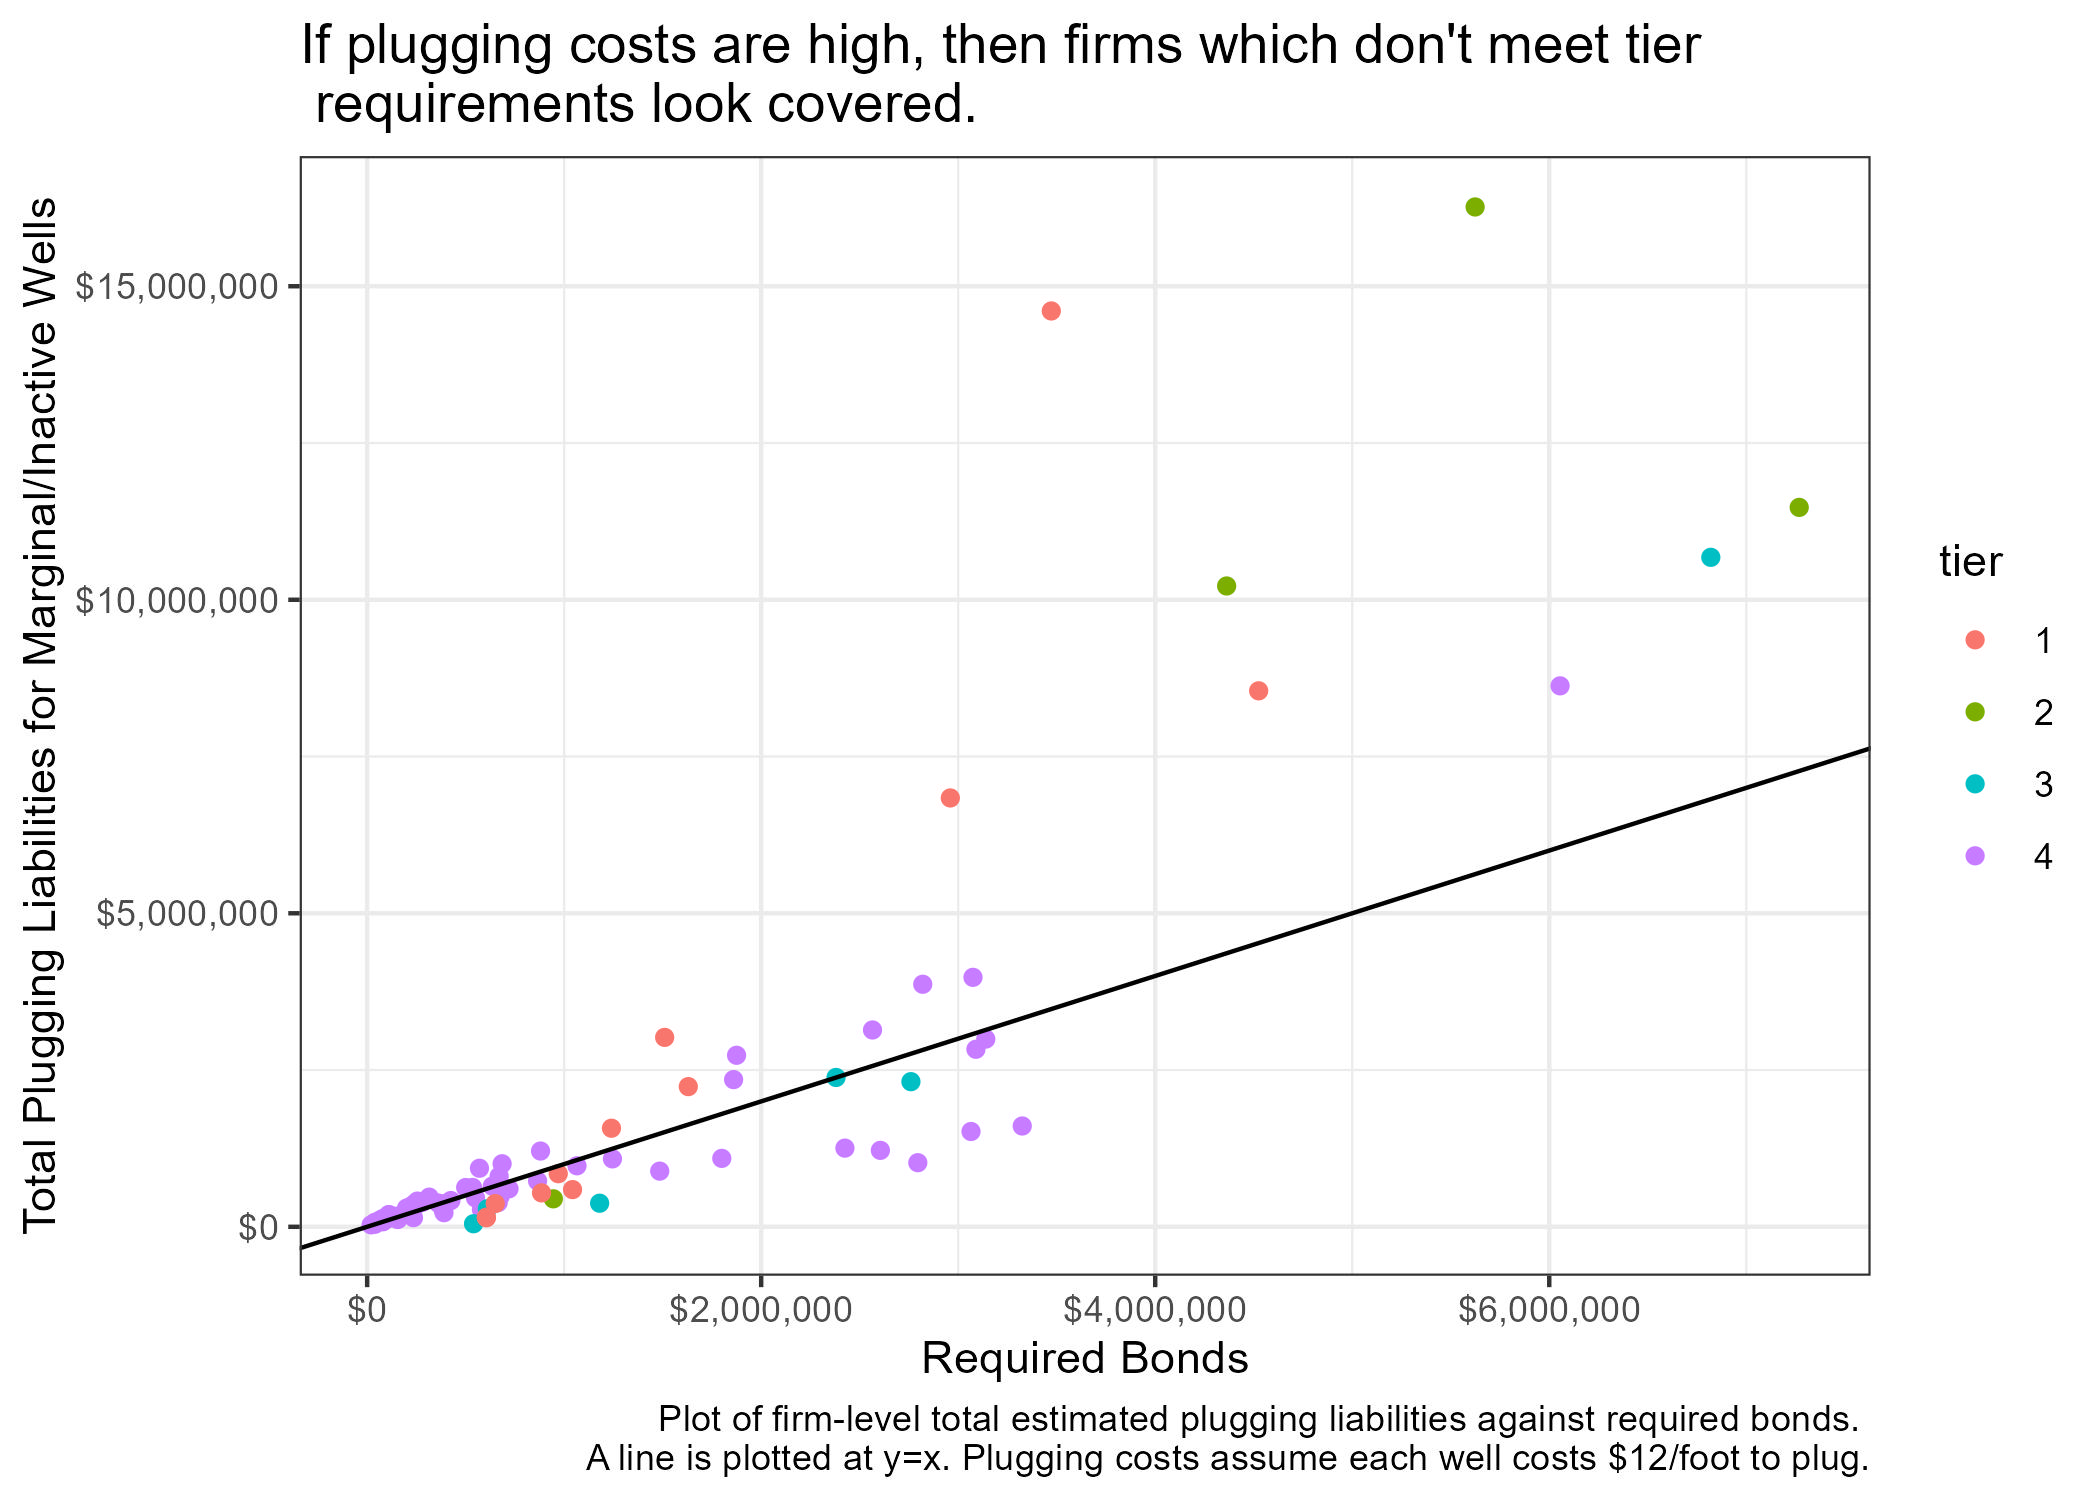 If plugging costs are high, then firms which don't meet tier
requirements look covered.
Total Plugging Liabilities for Marginal/Inactive Wells
$15,000,000
$10,000,000
$5,000,000
$0
$0
$2,000,000
$4,000,000
$6,000,000
Required Bonds
tier
1
2
3
4
Plot of firm-level total estimated plugging liabilities against required bonds.
A line is plotted at y=x. Plugging costs assume each well costs $12/foot to plug.